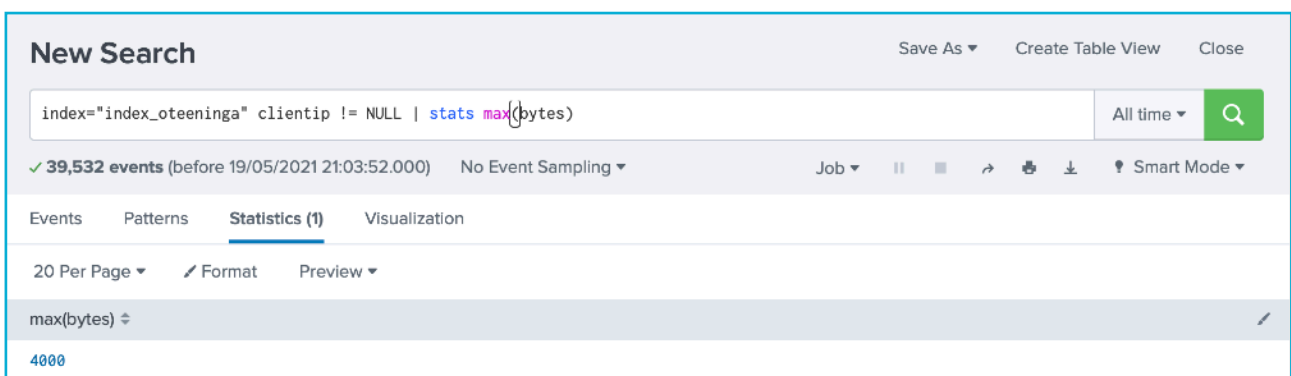 New Search
Save As Create Table View Close
index="index_oteeninga" clientip != NULL | stats max(bytes)
All time
39,532 events (before 19/05/2021 21:03:52.000) No Event Sampling Job Smart Mode
Events Patterns Statistics (1) Visualization
20 Per Page Format Preview
max(bytes)
4000